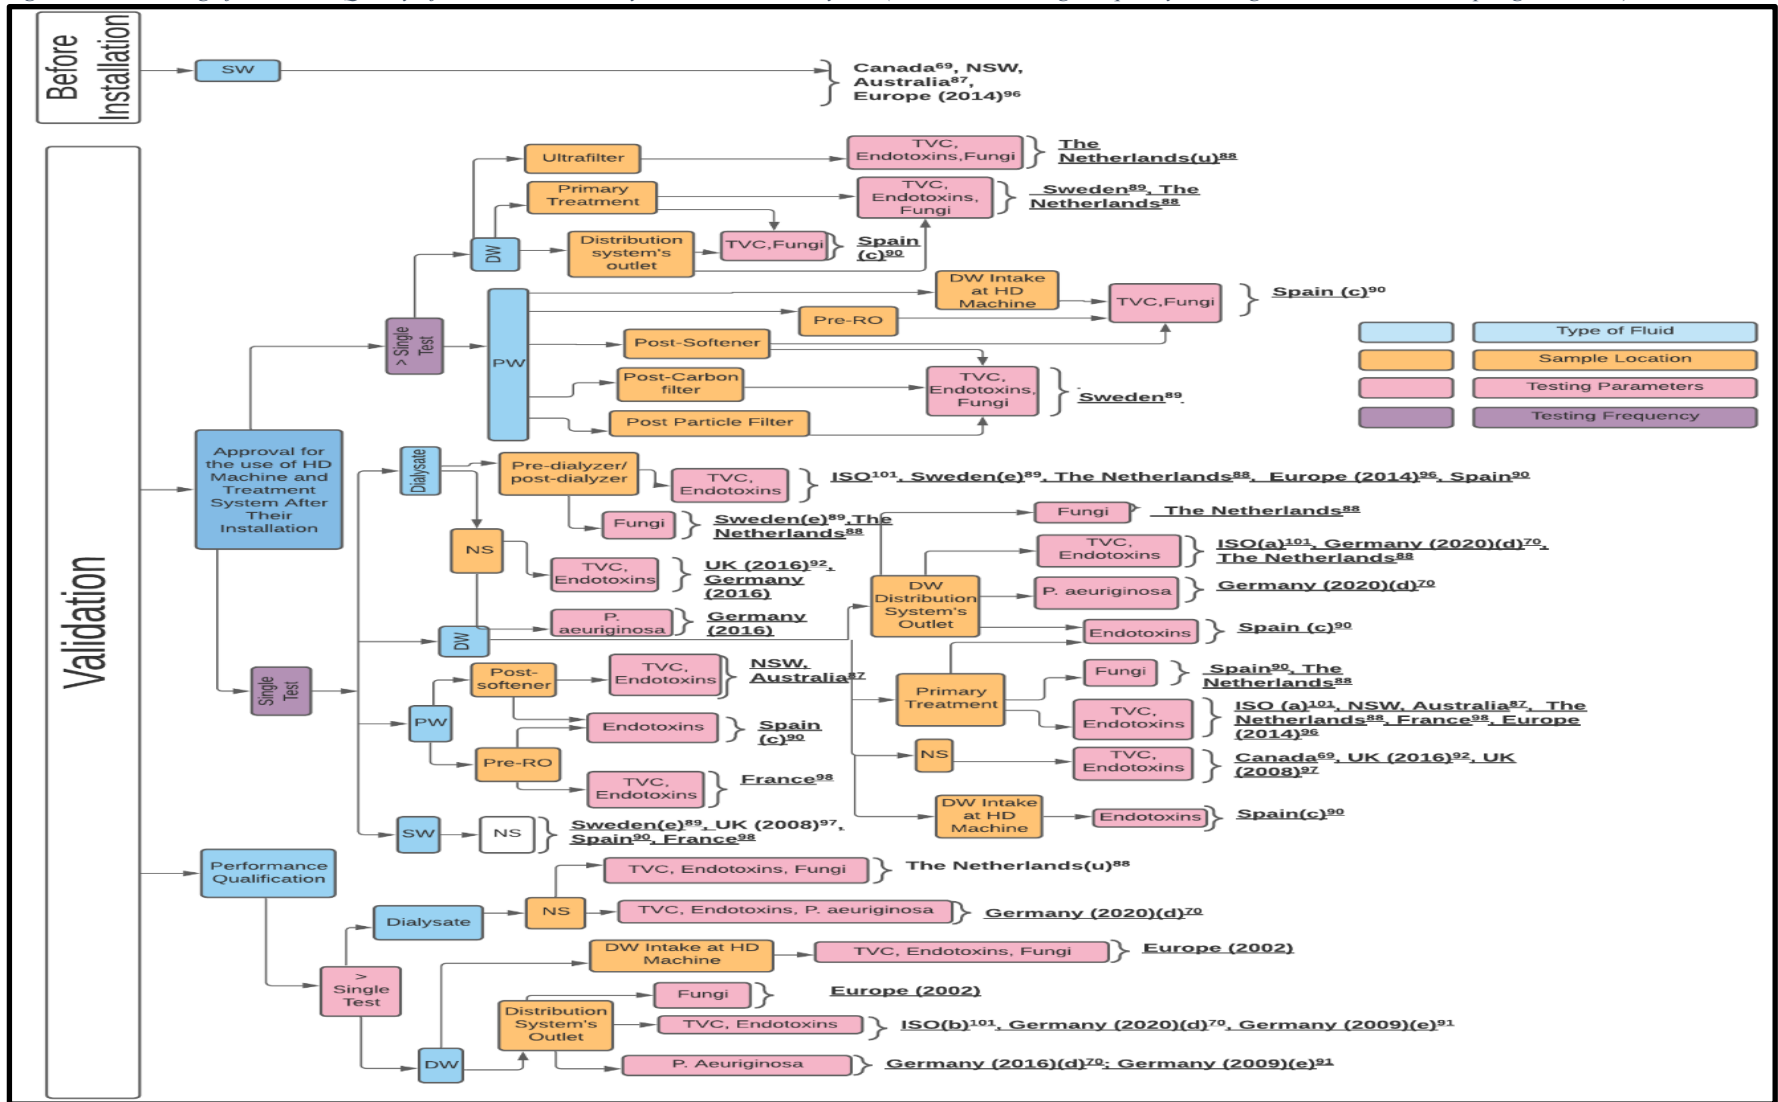 Before
Installation
SW
Canada⁶⁹, NSW,
Australia⁸⁷,
Europe (2014)⁹⁶
Validation
Ultrafilter
TVC,
Endotoxins,Fungi
The
Netherlands(u)⁸⁸
Primary
Treatment
TVC,
Endotoxins,
Fungi
Sweden⁸⁹, The
Netherlands⁸⁸
DW
Distribution
system's
outlet
TVC,Fungi
Spain
(c)⁹⁰
> Single
Test
PW
DW Intake
at HD
Machine
TVC,Fungi
Spain (c)⁹⁰
Pre-RO
Post-Softener
Post-Carbon
filter
TVC,
Endotoxins,
Fungi
Sweden⁸⁹.
Post Particle Filter
Type of Fluid
Sample Location
Testing Parameters
Testing Frequency
Approval for
the use of HD
Machine and
Treatment
System After
Their
Installation
Dialysate
Pre-dialyzer/
post-dialyzer
TVC,
Endotoxins
ISO¹⁰¹, Sweden(e)⁸⁹, The Netherlands⁸⁸, Europe (2014)⁹⁶, Spain⁹⁰
Fungi
Sweden(e)⁸⁹,The
Netherlands⁸⁸
NS
TVC,
Endotoxins
UK (2016)⁹²,
Germany
(2016)
P.
aeuriginosa
Germany
(2016)
DW
DW
Distribution
System's
Outlet
Fungi
The Netherlands⁸⁸
TVC,
Endotoxins
ISO(a)¹⁰¹, Germany (2020)(d)⁷⁰,
The Netherlands⁸⁸
P. aeuriginosa
Germany (2020)(d)⁷⁰
Endotoxins
Spain (c)⁹⁰
Primary
Treatment
Fungi
Spain⁹⁰, The
Netherlands⁸⁸
TVC,
Endotoxins
ISO (a)¹⁰¹, NSW, Australia⁸⁷, The
Netherlands⁸⁸, France⁹⁸, Europe
(2014)⁹⁶
NS
TVC,
Endotoxins
Canada⁶⁹, UK (2016)⁹², UK
(2008)⁹⁷
DW Intake
at HD
Machine
Endotoxins
Spain(c)⁹⁰
Single
Test
PW
Post-
softener
TVC,
Endotoxins
NSW,
Australia⁸⁷
Endotoxins
Spain
(c)⁹⁰
Pre-RO
TVC,
Endotoxins
France⁹⁸
SW
NS
Sweden(e)⁸⁹, UK (2008)⁹⁷,
Spain⁹⁰, France⁹⁸
Performance
Qualification
>
Single
Test
Dialysate
NS
TVC, Endotoxins, Fungi
The Netherlands(u)⁸⁸
TVC, Endotoxins, P. aeuriginosa
Germany (2020)(d)⁷⁰
DW Intake at HD
Machine
TVC, Endotoxins, Fungi
Europe (2002)
DW
Distribution
System's
Outlet
Fungi
Europe (2002)
TVC, Endotoxins
ISO(b)¹⁰¹, Germany (2020)(d)⁷⁰, Germany (2009)(e)⁹¹
P. Aeuriginosa
Germany (2016)(d)⁷⁰; Germany (2009)(e)⁹¹